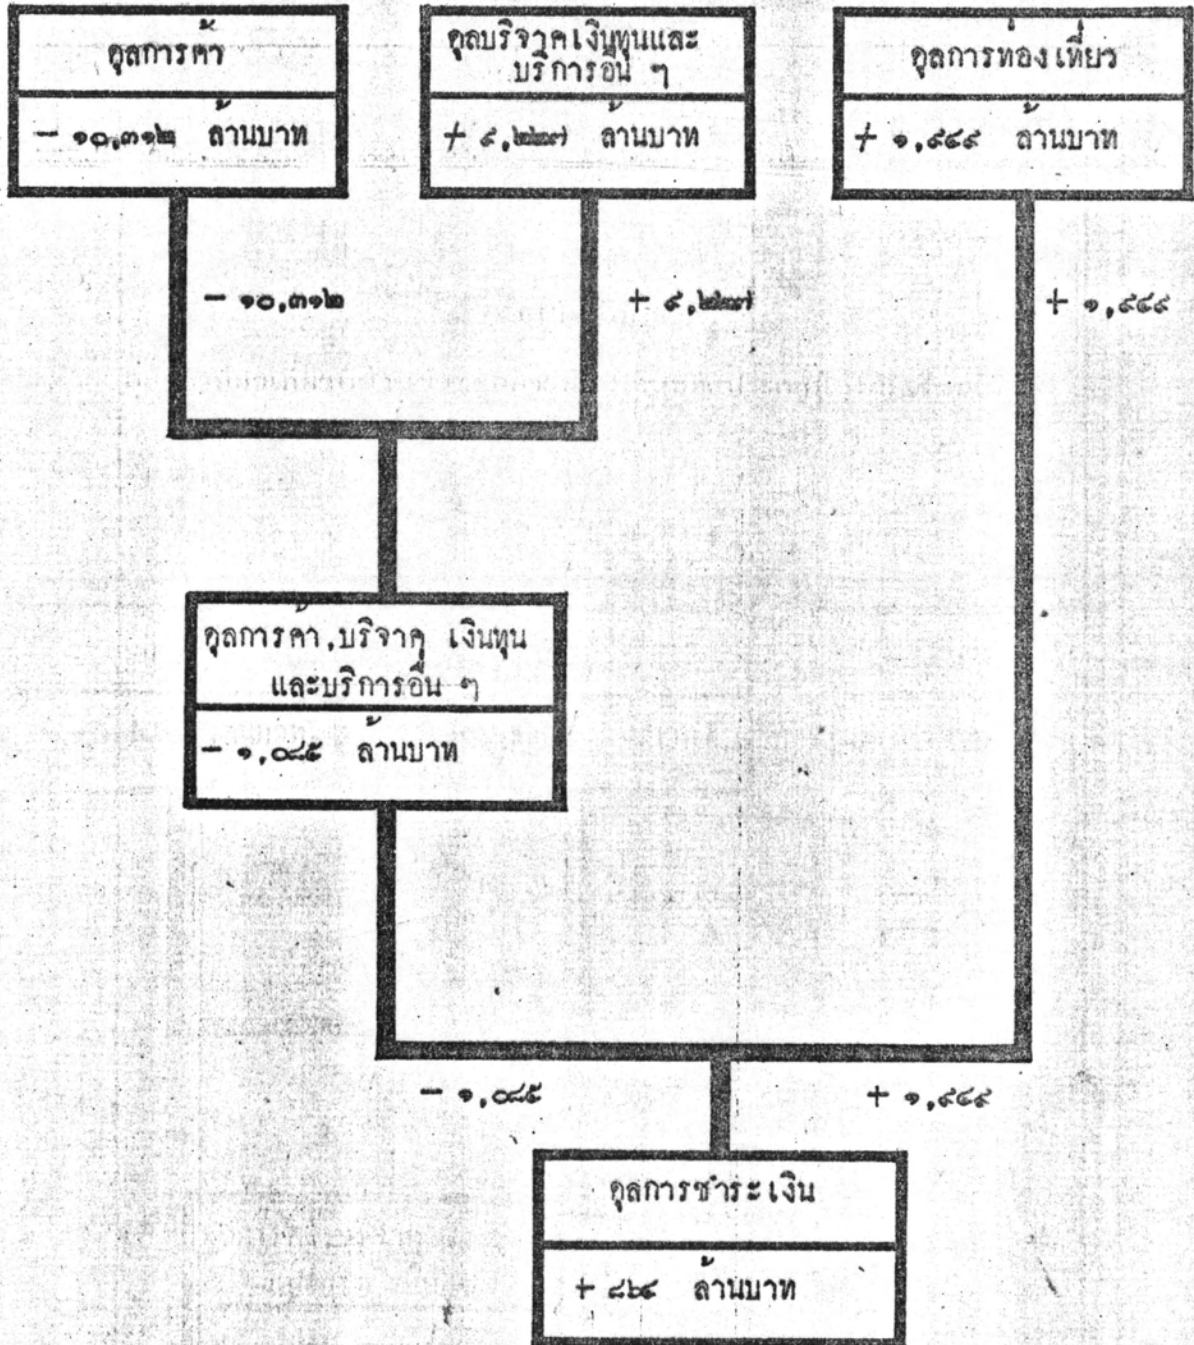 ดุลการค้า
- ๑๐,๓๑๒ ล้านบาท
ดุลบริจาคเงินทุนและ
บริการอื่น ๆ
+ ๙,๒๒๗ ล้านบาท
ดุลการท่องเที่ยว
+ ๑,๙๔๙ ล้านบาท
- ๑๐,๓๑๒
+ ๙,๒๒๗
+ ๑,๙๔๙
ดุลการค้า,บริจาค เงินทุน
และบริการอื่น ๆ
- ๑,๐๘๕ ล้านบาท
- ๑,๐๘๕
+ ๑,๙๔๙
ดุลการชำระเงิน
+ ๘๖๔ ล้านบาท